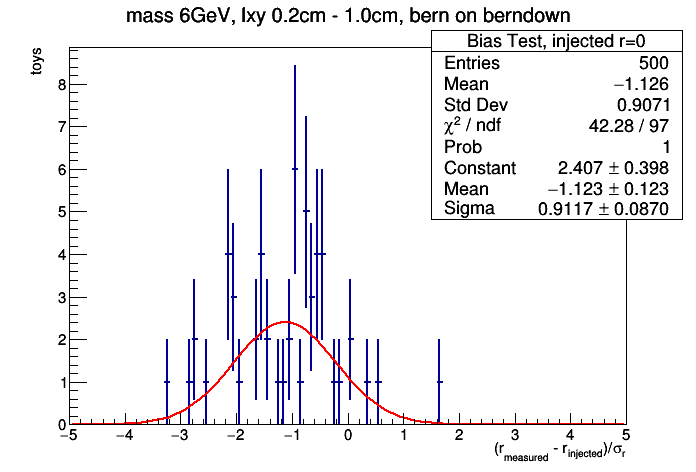 mass 6GeV, lxy 0.2cm - 1.0cm, bern on berndown
Bias Test, injected r=0
Entries 500
Mean −1.126
Std Dev 0.9071
χ² / ndf 42.28 / 97
Prob 1
Constant 2.407 ± 0.398
Mean −1.123 ± 0.123
Sigma 0.9117 ± 0.0870
toys
8
7
6
5
4
3
2
1
0
−5 −4 −3 −2 −1 0 1 2 3 4 5
(r_measured - r_injected)/σ_r